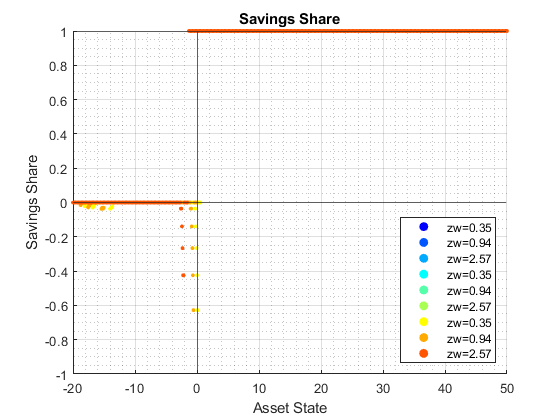 Savings Share
1
0.8
0.6
0.4
0.2
0
-0.2
-0.4
-0.6
-0.8
-1
Savings Share
-20 -10 0 10 20 30 40 50
Asset State
zw=0.35
zw=0.94
zw=2.57
zw=0.35
zw=0.94
zw=2.57
zw=0.35
zw=0.94
zw=2.57